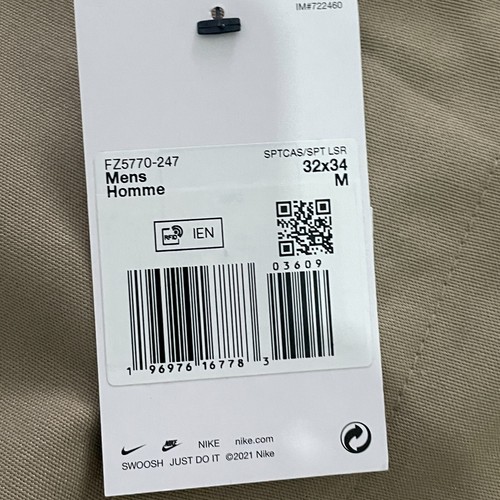 IM#722460
FZ5770-247
SPTCAS/SPT LSR
Mens
32x34
Homme
M
RFID IEN
03609
1 96976 16778 3
NIKE nike.com
SWOOSH JUST DO IT ©2021 Nike